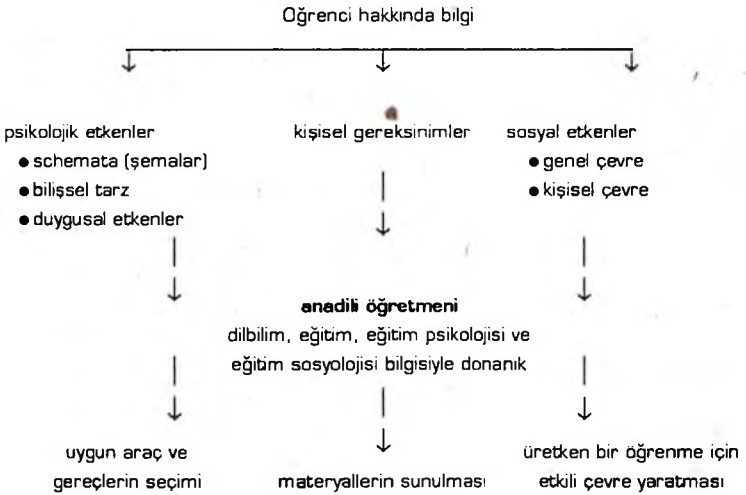 Öğrenci hakkında bilgi
psikolojik etkenler
● schemata (şemalar)
● bilişsel tarz
● duygusal etkenler
kişisel gereksinimler
sosyal etkenler
● genel çevre
● kişisel çevre
anadili öğretmeni
dilbilim, eğitim, eğitim psikolojisi ve
eğitim sosyolojisi bilgisiyle donanık
uygun araç ve
gereçlerin seçimi
materyallerin sunulması
üretken bir öğrenme için
etkili çevre yaratması